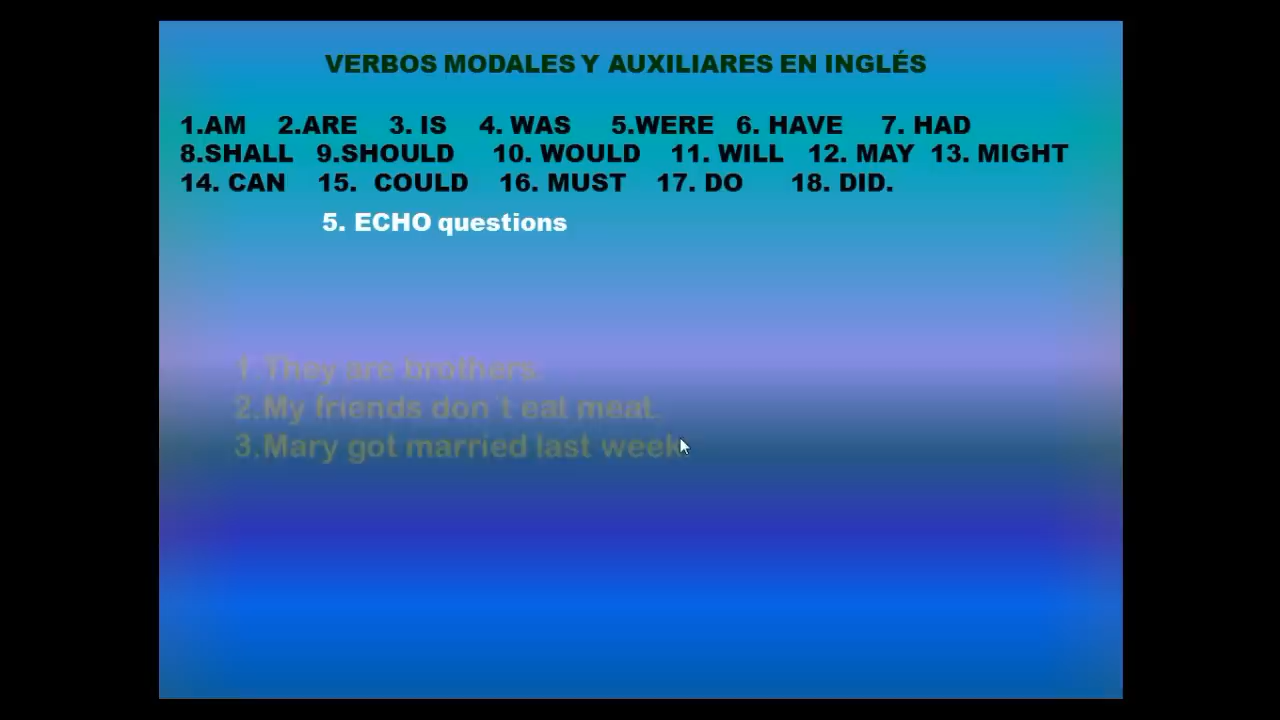 VERBOS MODALES Y AUXILIARES EN INGLÉS
1.AM 2.ARE 3. IS 4. WAS 5.WERE 6. HAVE 7. HAD
8.SHALL 9.SHOULD 10. WOULD 11. WILL 12. MAY 13. MIGHT
14. CAN 15. COULD 16. MUST 17. DO 18. DID.
5. ECHO questions
1.They are brothers.
2.My friends don´t eat meat.
3.Mary got married last week.